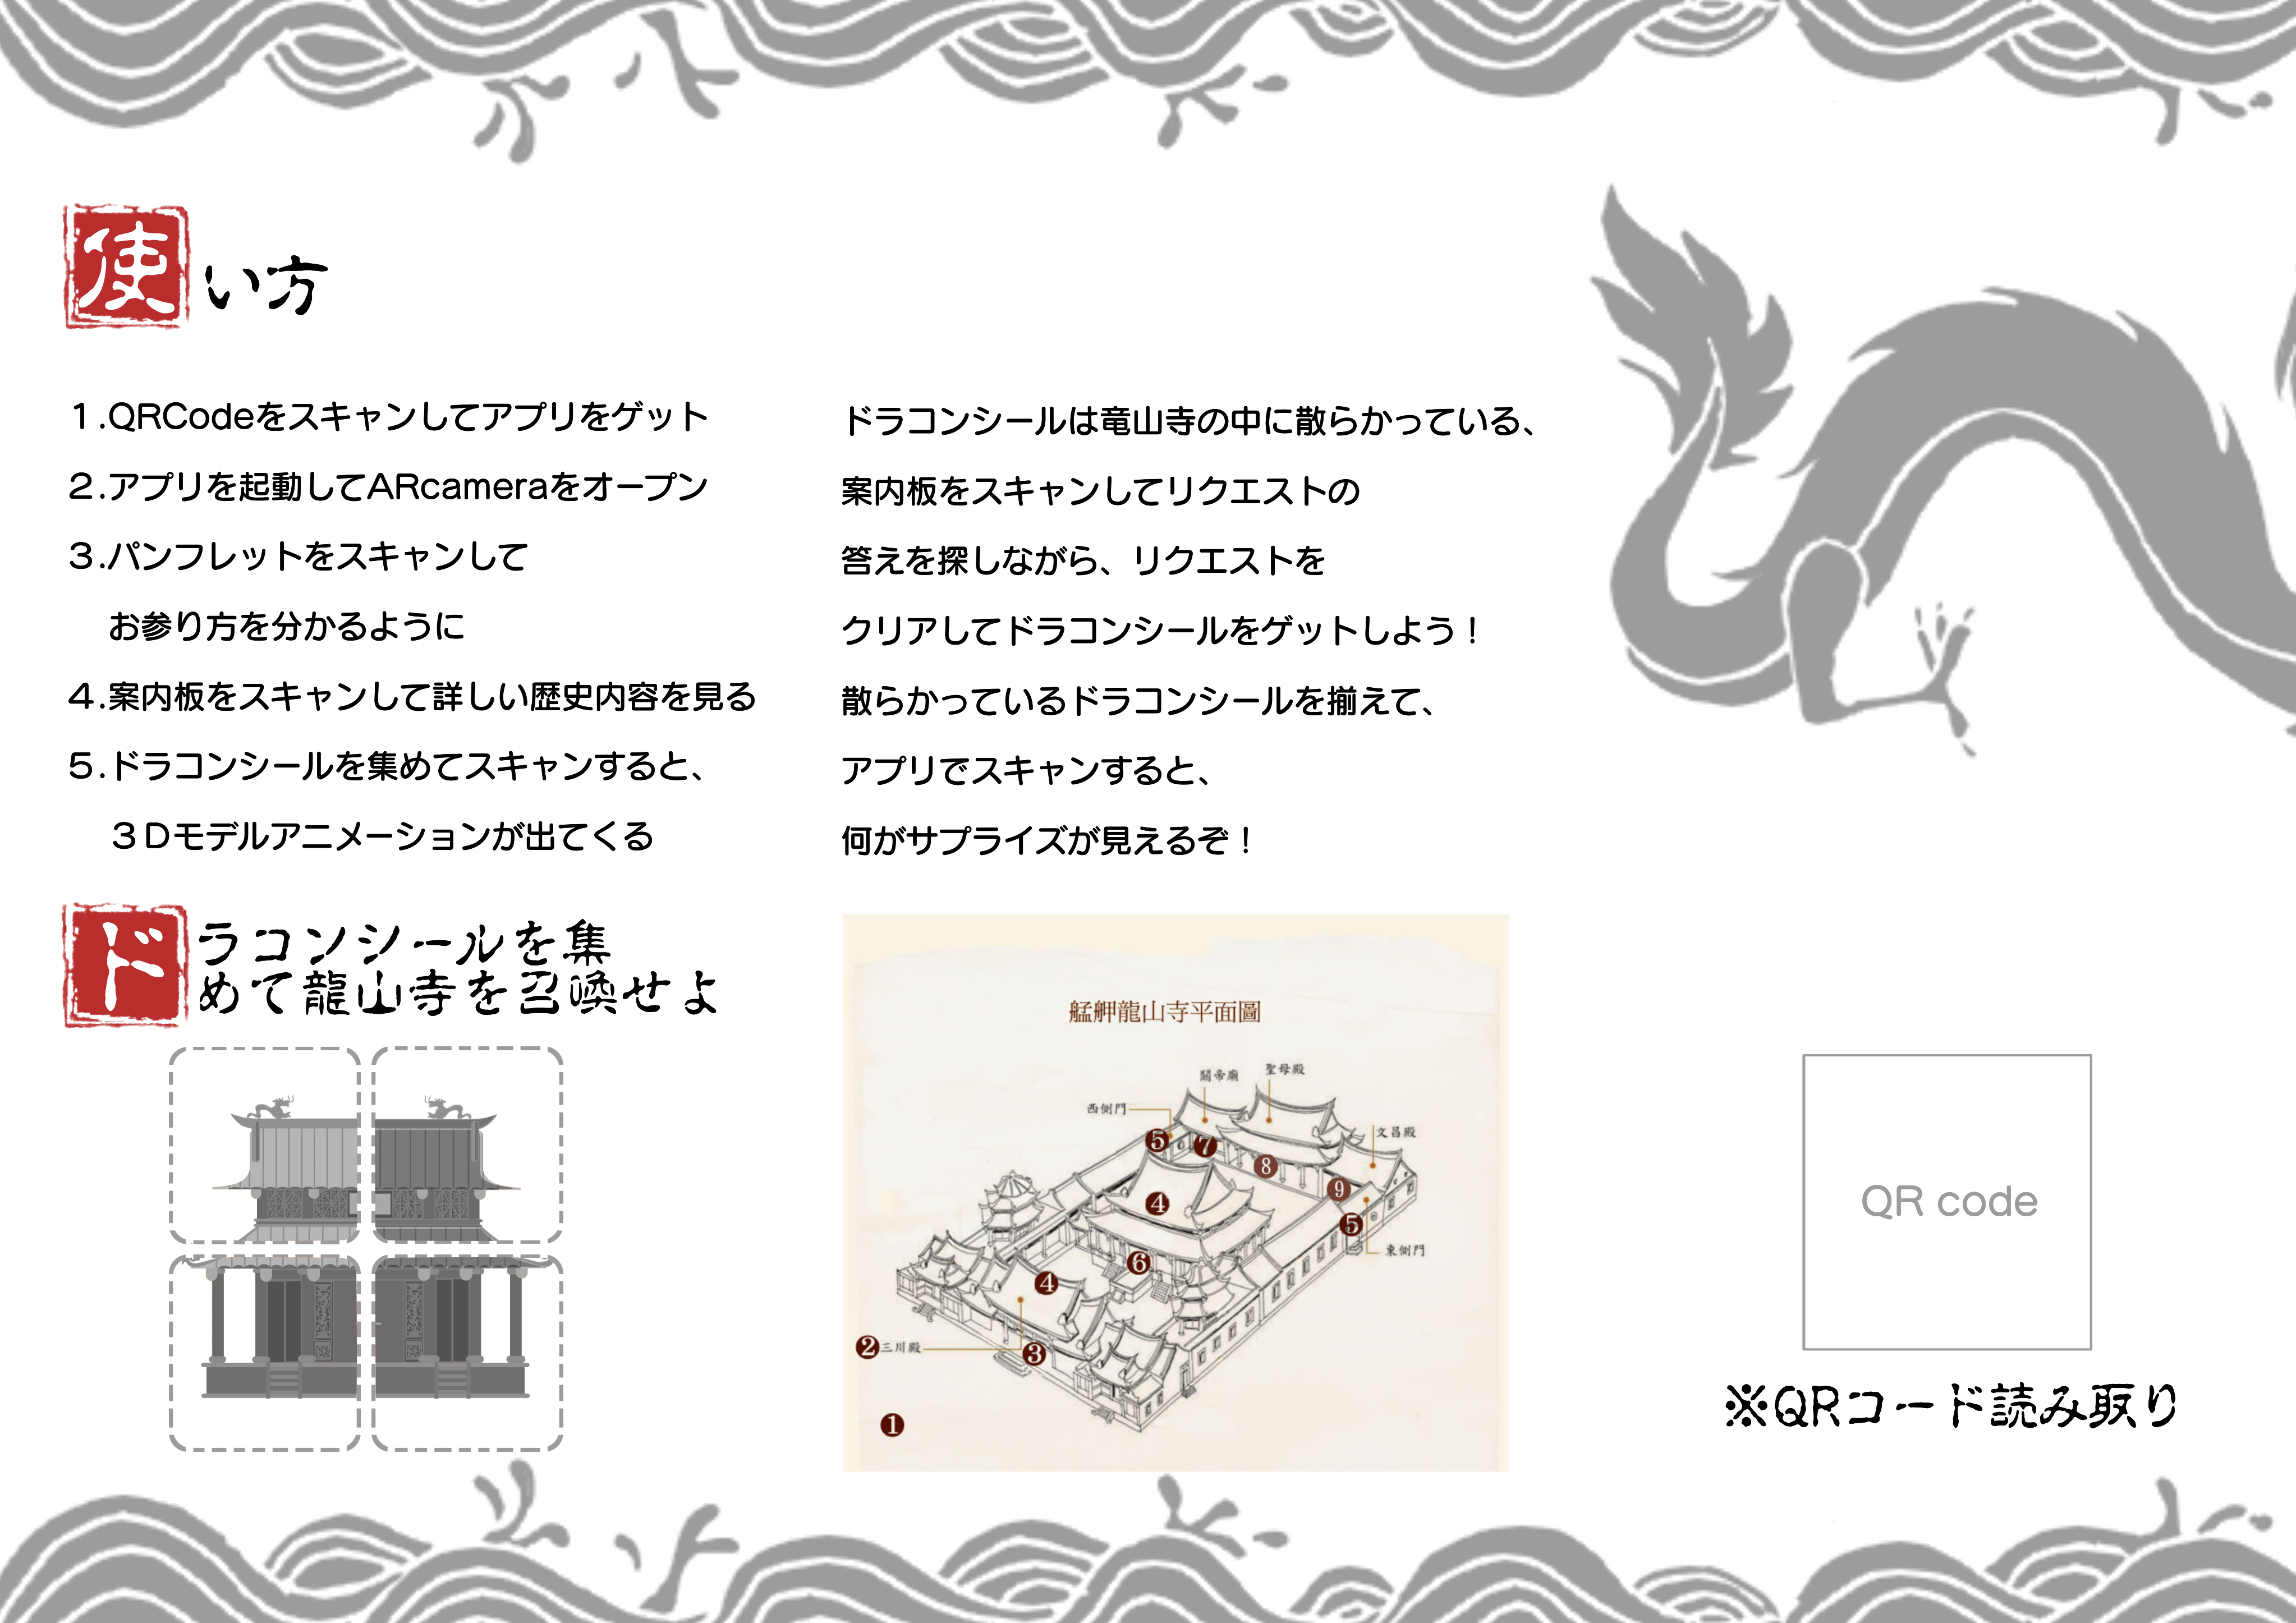 使い方
１.QRCodeをスキャンしてアプリをゲット
２.アプリを起動してARcameraをオープン
３.パンフレットをスキャンして
お参り方を分かるように
４.案内板をスキャンして詳しい歴史内容を見る
５.ドラコンシールを集めてスキャンすると、
３Ｄモデルアニメーションが出てくる
ドラコンシールは竜山寺の中に散らかっている、
案内板をスキャンしてリクエストの
答えを探しながら、リクエストを
クリアしてドラコンシールをゲットしよう！
散らかっているドラコンシールを揃えて、
アプリでスキャンすると、
何がサプライズが見えるぞ！
ドラコンシールを集
めて龍山寺を召喚せよ
艋舺龍山寺平面圖
關帝廟
聖母殿
西側門
文昌殿
❺
❼
❽
❾
❹
❺
東側門
❻
❹
❷三川殿
❸
❶
QR code
※QRコード読み取り